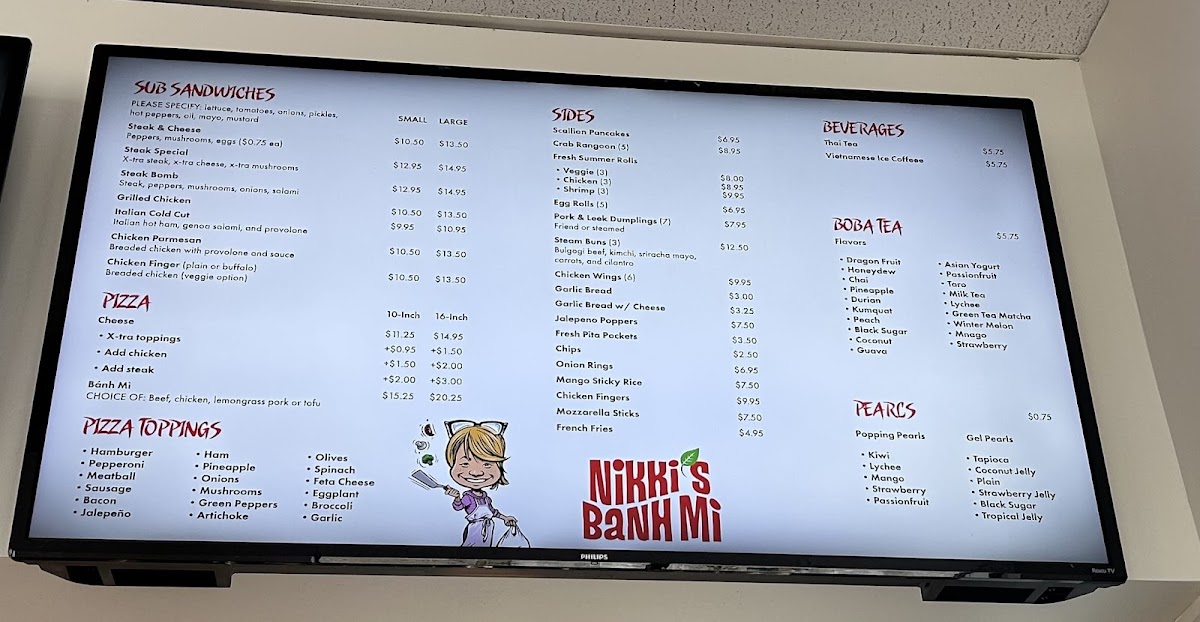 SUB SANDWICHES
PLEASE SPECIFY: lettuce, tomatoes, onions, pickles,
hot peppers, oil, mayo, mustard
SMALL LARGE
Steak & Cheese $10.50 $13.50
Peppers, mushrooms, eggs ($0.75 ea)
Steak Special $12.95 $14.95
X-tra steak, x-tra cheese, x-tra mushrooms
Steak Bomb $12.95 $14.95
Steak, peppers, mushrooms, onions, salami
Grilled Chicken $10.50 $13.50
Italian Cold Cut $9.95 $10.95
Italian hot ham, genoa salami, and provolone
Chicken Parmesan $10.50 $13.50
Breaded chicken with provolone and sauce
Chicken Finger (plain or buffalo) $10.50 $13.50
Breaded chicken (veggie option)
PIZZA
10-Inch 16-Inch
Cheese $11.25 $14.95
• X-tra toppings +$0.95 +$1.50
• Add chicken +$1.50 +$2.00
• Add steak +$2.00 +$3.00
Bánh Mì $15.25 $20.25
CHOICE OF: Beef, chicken, lemongrass pork or tofu
PIZZA TOPPINGS
• Hamburger
• Pepperoni
• Meatball
• Sausage
• Bacon
• Jalepeño
• Ham
• Pineapple
• Onions
• Mushrooms
• Green Peppers
• Artichoke
• Olives
• Spinach
• Feta Cheese
• Eggplant
• Broccoli
• Garlic
SIDES
Scallion Pancakes $6.95
Crab Rangoon (5) $8.95
Fresh Summer Rolls
• Veggie (3) $8.00
• Chicken (3) $8.95
• Shrimp (3) $9.95
Egg Rolls (5) $6.95
Pork & Leek Dumplings (7) $7.95
Friend or steamed
Steam Buns (3) $12.50
Bulgogi beef, kimchi, sriracha mayo,
carrots, and cilantro
Chicken Wings (6) $9.95
Garlic Bread $3.00
Garlic Bread w/ Cheese $3.25
Jalepeno Poppers $7.50
Fresh Pita Pockets $3.50
Chips $2.50
Onion Rings $6.95
Mango Sticky Rice $7.50
Chicken Fingers $9.95
Mozzarella Sticks $7.50
French Fries $4.95
NiKKi'S
BaNH Mi
BEVERAGES
Thai Tea $5.75
Vietnamese Ice Coffeee $5.75
BOBA TEA $5.75
Flavors
• Dragon Fruit
• Honeydew
• Chai
• Pineapple
• Durian
• Kumquat
• Peach
• Black Sugar
• Coconut
• Guava
• Asian Yogurt
• Passionfruit
• Taro
• Milk Tea
• Lychee
• Green Tea Matcha
• Winter Melon
• Mnago
• Strawberry
PEARLS $0.75
Popping Pearls
• Kiwi
• Lychee
• Mango
• Strawberry
• Passionfruit
Gel Pearls
• Tapioca
• Coconut Jelly
• Plain
• Strawberry Jelly
• Black Sugar
• Tropical Jelly
PHILIPS
Roku TV